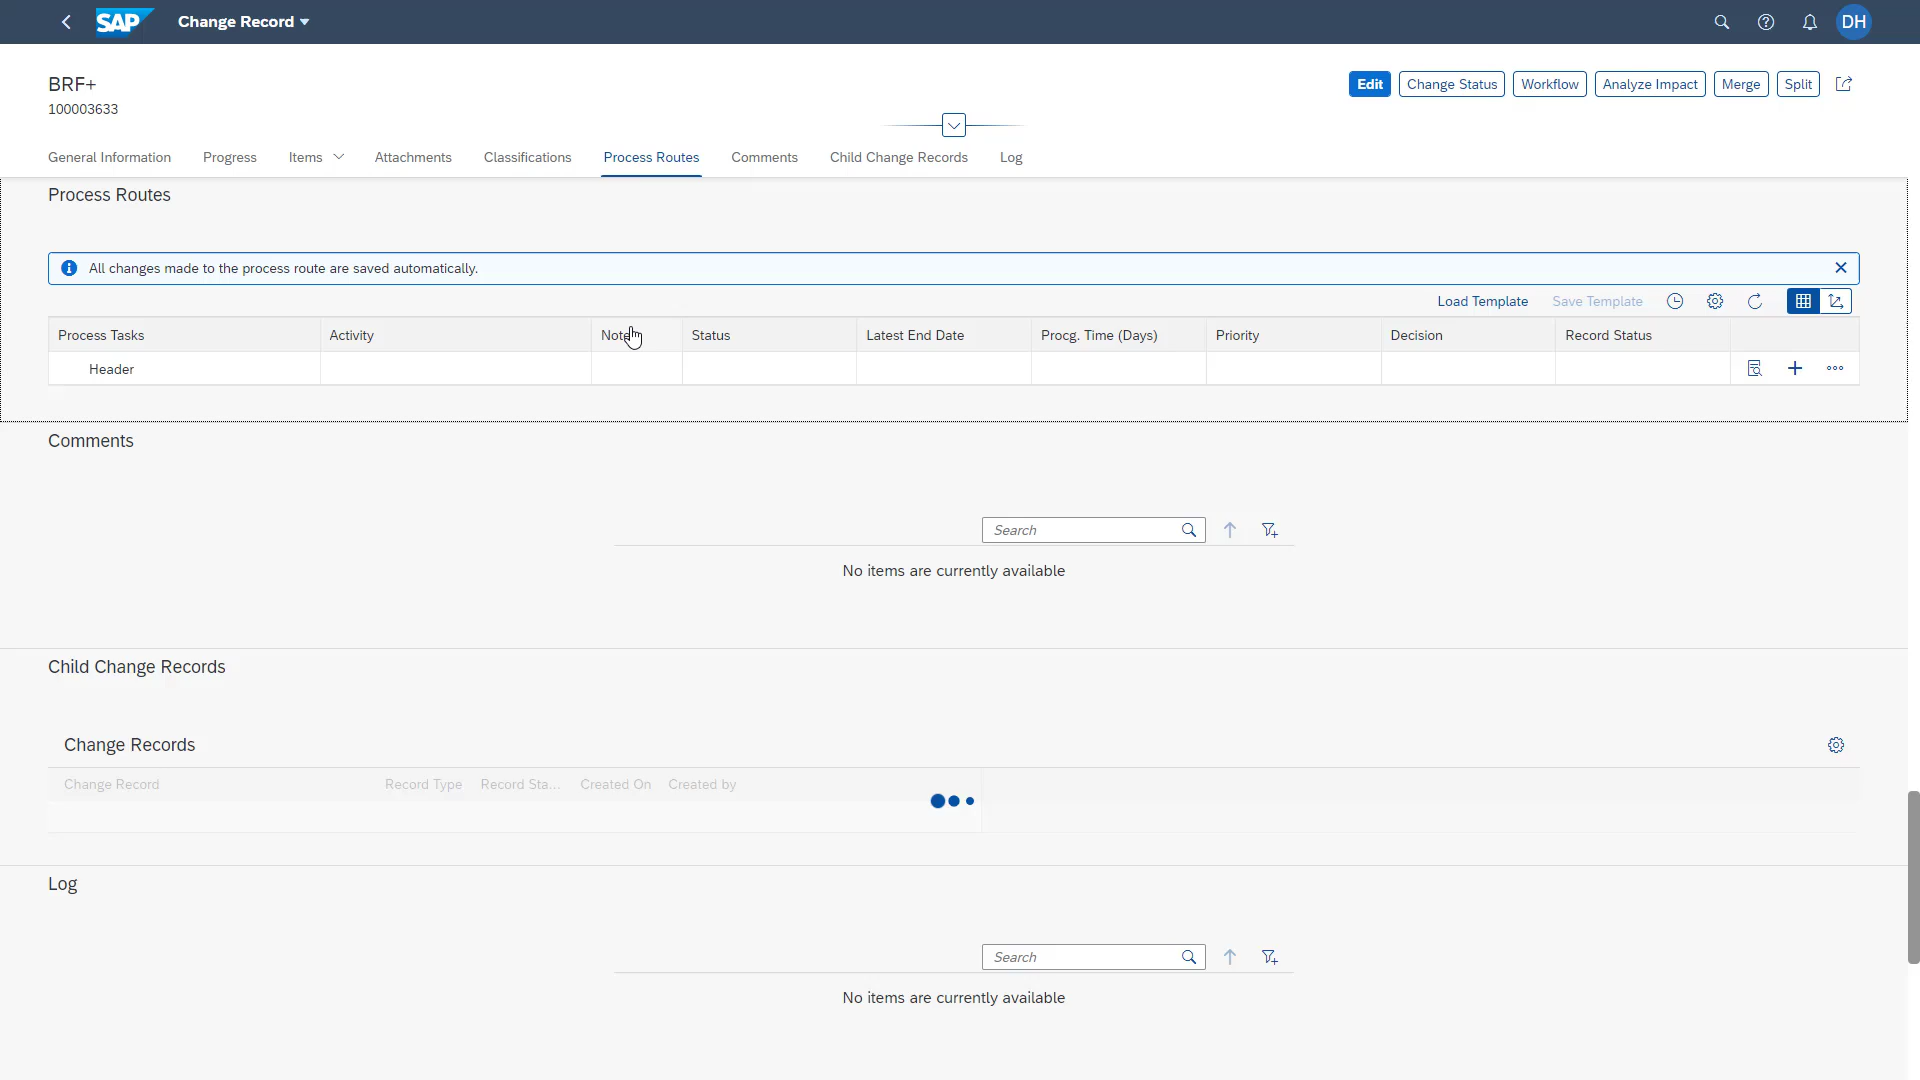 SAP Change Record DH
BRF+
100003633
Edit Change Status Workflow Analyze Impact Merge Split
General Information Progress Items Attachments Classifications Process Routes Comments Child Change Records Log
Process Routes
All changes made to the process route are saved automatically.
Load Template Save Template
Process Tasks Activity Note Status Latest End Date Procg. Time (Days) Priority Decision Record Status
Header
Comments
Search
No items are currently available
Child Change Records
Change Records
Change Record Record Type Record Sta... Created On Created by
Log
Search
No items are currently available